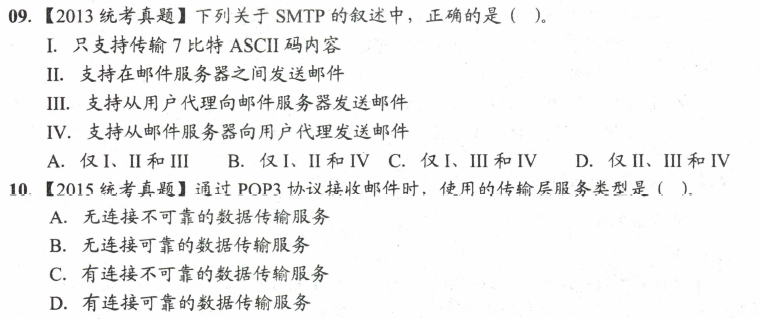 09. 【2013 统考真题】下列关于 SMTP 的叙述中，正确的是（ ）。
I. 只支持传输 7 比特 ASCII 码内容
II. 支持在邮件服务器之间发送邮件
III. 支持从用户代理向邮件服务器发送邮件
IV. 支持从邮件服务器向用户代理发送邮件
A. 仅 I、II 和 III B. 仅 I、II 和 IV C. 仅 I、III 和 IV D. 仅 II、III 和 IV
10. 【2015 统考真题】通过 POP3 协议接收邮件时，使用的传输层服务类型是（ ）。
A. 无连接不可靠的数据传输服务
B. 无连接可靠的数据传输服务
C. 有连接不可靠的数据传输服务
D. 有连接可靠的数据传输服务